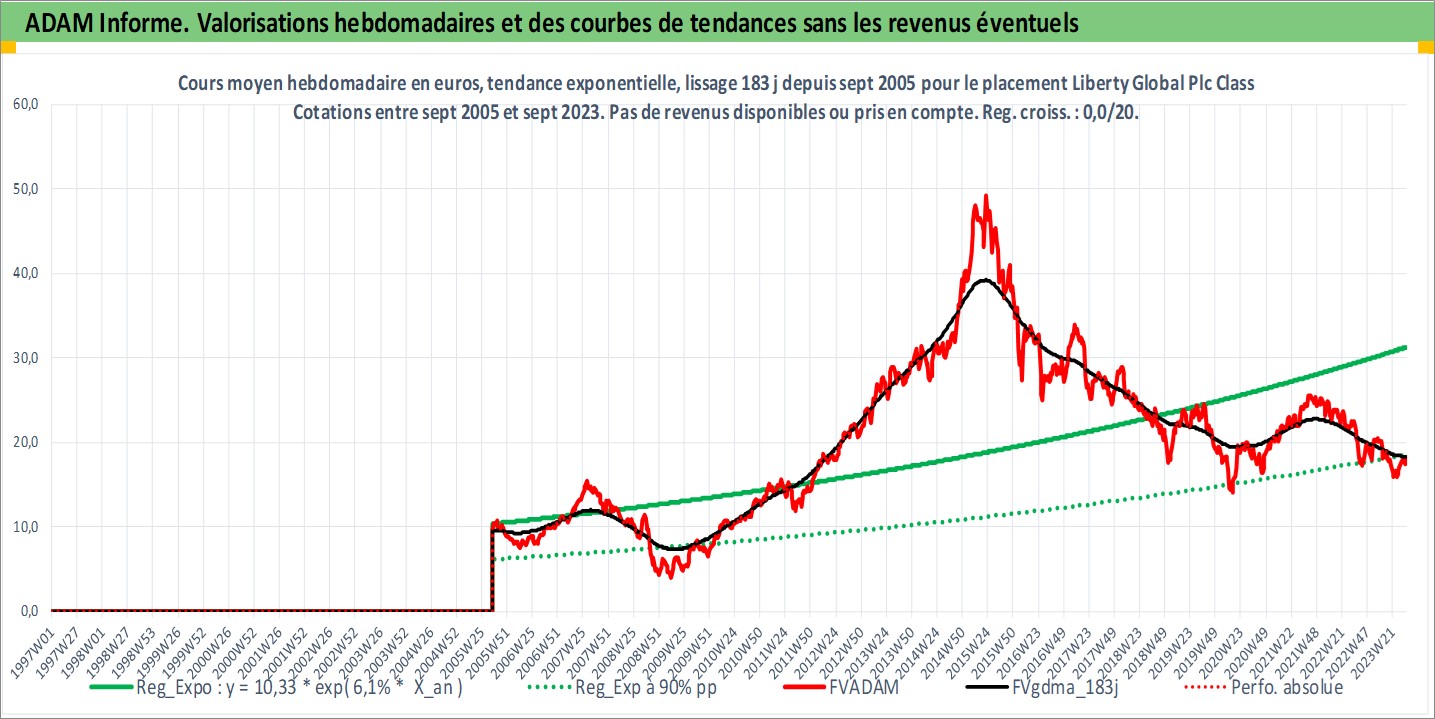 ADAM Informe. Valorisations hebdomadaires et des courbes de tendances sans les revenus éventuels
Cours moyen hebdomadaire en euros, tendance exponentielle, lissage 183 j depuis sept 2005 pour le placement Liberty Global Plc Class
Cotations entre sept 2005 et sept 2023. Pas de revenus disponibles ou pris en compte. Reg. croiss. : 0,0/20.
60,0
50,0
40,0
30,0
20,0
10,0
0,0
1997W01
1997W27
1998W01
1998W27
1998W53
1999W26
1999W52
2000W26
2000W52
2001W26
2001W52
2002W26
2002W52
2003W26
2003W52
2004W26
2004W52
2005W25
2005W51
2006W25
2006W51
2007W25
2007W51
2008W25
2008W51
2009W25
2009W51
2010W24
2010W50
2011W24
2011W50
2012W24
2012W50
2013W24
2013W50
2014W24
2014W50
2015W24
2015W50
2016W23
2016W49
2017W23
2017W49
2018W23
2018W49
2019W23
2019W49
2020W23
2020W49
2021W22
2021W48
2022W21
2022W47
2023W21
Reg_Expo : y = 10,33 * exp( 6,1% * X_an )
Reg_Exp à 90% pp
FVADAM
FVgdma_183j
Perfo. absolue